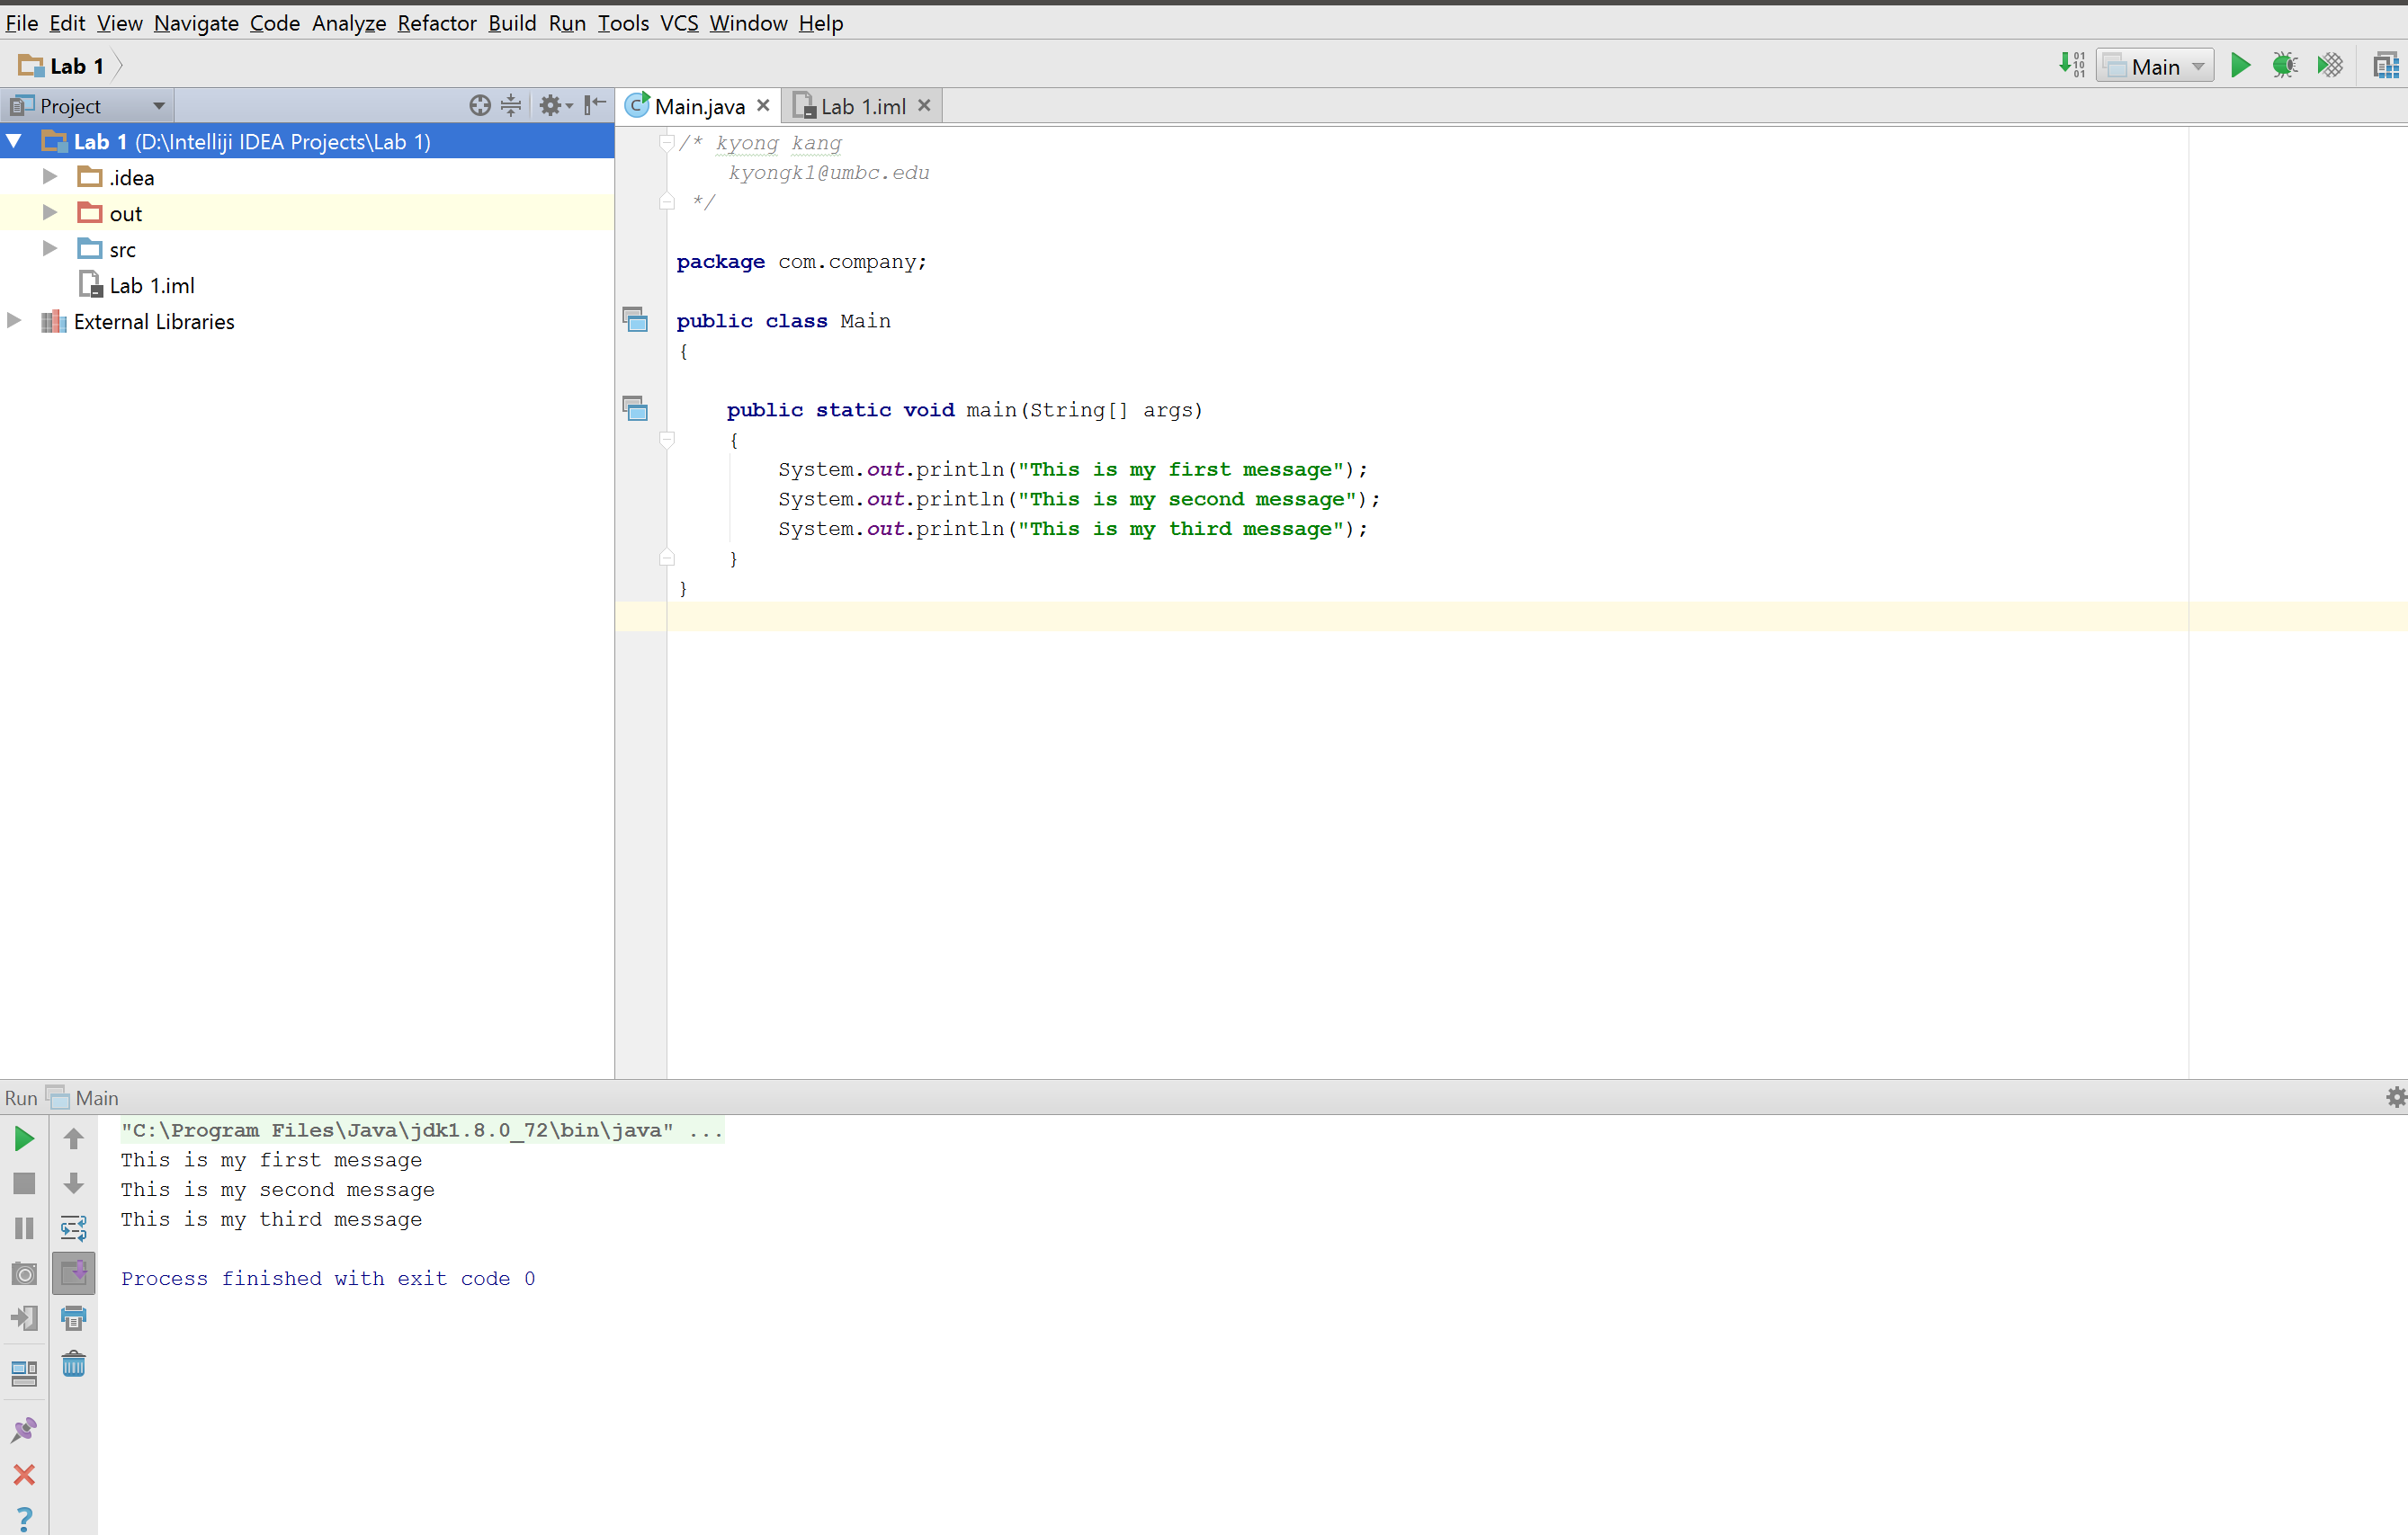 File Edit View Navigate Code Analyze Refactor Build Run Tools VCS Window Help
Lab 1
Main
Project
Main.java
Lab 1.iml
Lab 1 (D:\Intelliji IDEA Projects\Lab 1)
.idea
out
src
Lab 1.iml
External Libraries
/* kyong kang
kyongk1@umbc.edu
*/
package com.company;
public class Main
{
public static void main(String[] args)
{
System.out.println("This is my first message");
System.out.println("This is my second message");
System.out.println("This is my third message");
}
}
Run Main
"C:\Program Files\Java\jdk1.8.0_72\bin\java" ...
This is my first message
This is my second message
This is my third message
Process finished with exit code 0